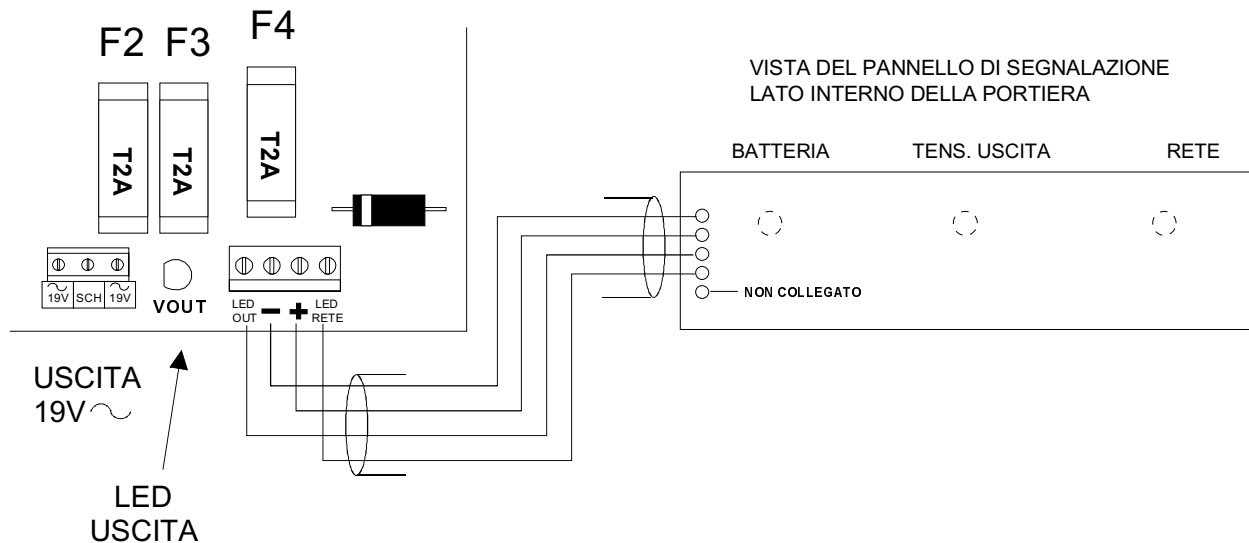 F2 F3 F4
T2A T2A T2A
VISTA DEL PANNELLO DI SEGNALAZIONE
LATO INTERNO DELLA PORTIERA
BATTERIA TENS. USCITA RETE
19V SCH 19V
VOUT
LED OUT
− +
LED RETE
NON COLLEGATO
USCITA
19V ~
LED
USCITA